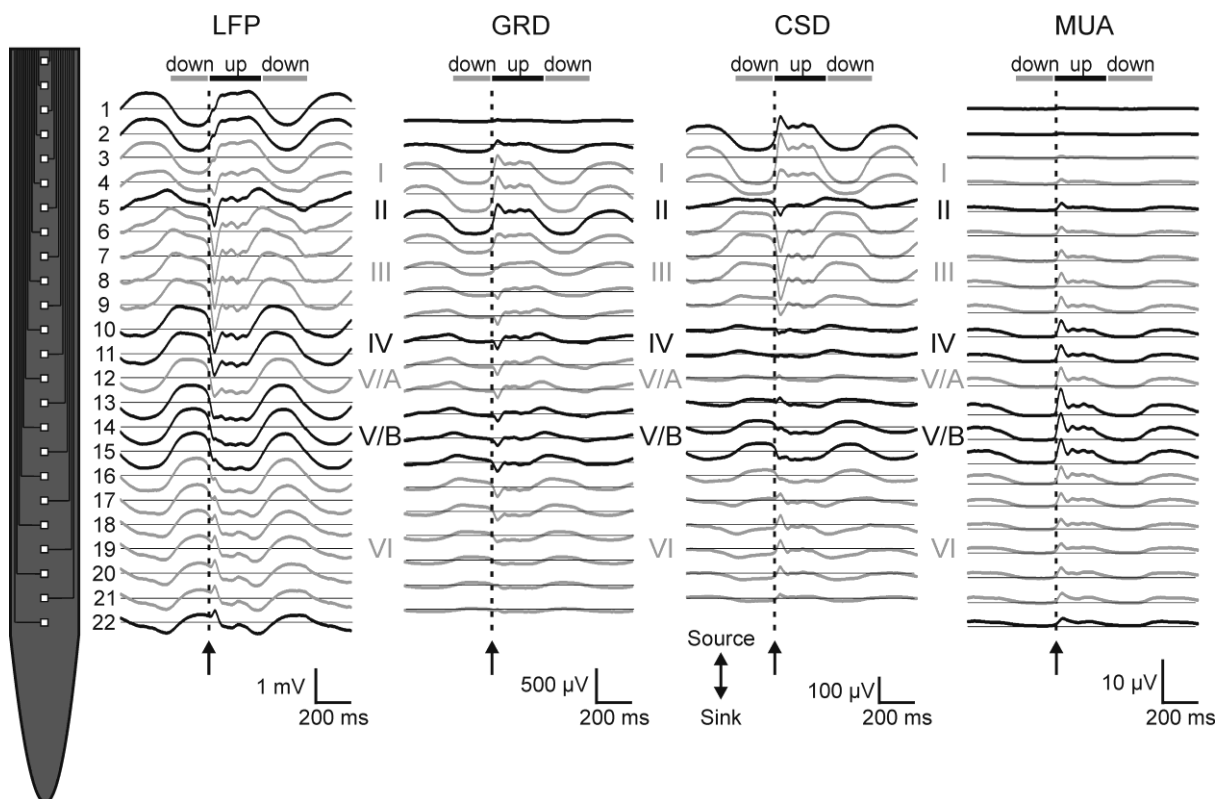 LFP GRD CSD MUA
down up down down up down down up down down up down
1
2
3
4
5
6
7
8
9
10
11
12
13
14
15
16
17
18
19
20
21
22
I I I
II II II
III III III
IV IV IV
V/A V/A V/A
V/B V/B V/B
VI VI VI
Source
Sink
1 mV
200 ms
500 µV
200 ms
100 µV
200 ms
10 µV
200 ms